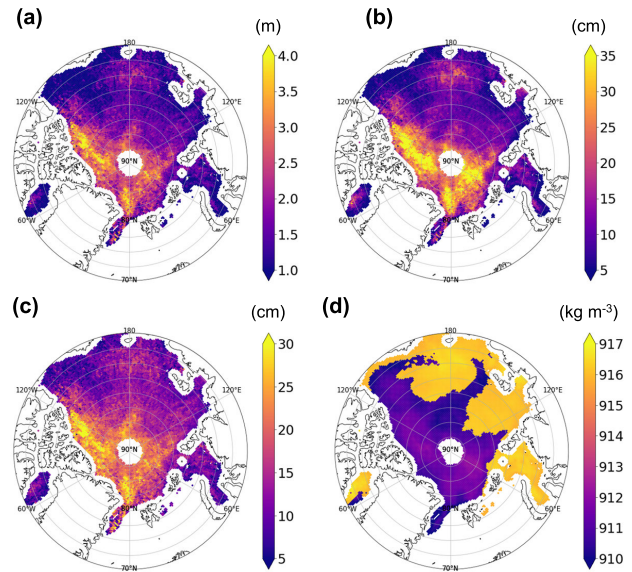 (a) (m) (b) (cm)
180 4.0 180 35
120°W 120°E 3.5 120°W 120°E 30
3.0 25
90°N 2.5 90°N 20
2.0 15
60°W 80°N 60°E 1.5 60°W 80°N 60°E 10
70°N 1.0 70°N 5
(c) (cm) (d) (kg m⁻³)
180 30 180 917
120°W 120°E 25 120°W 120°E 916
915
20 914
90°N 15 90°N 913
912
60°W 60°E 10 60°W 60°E 911
70°N 5 70°N 910